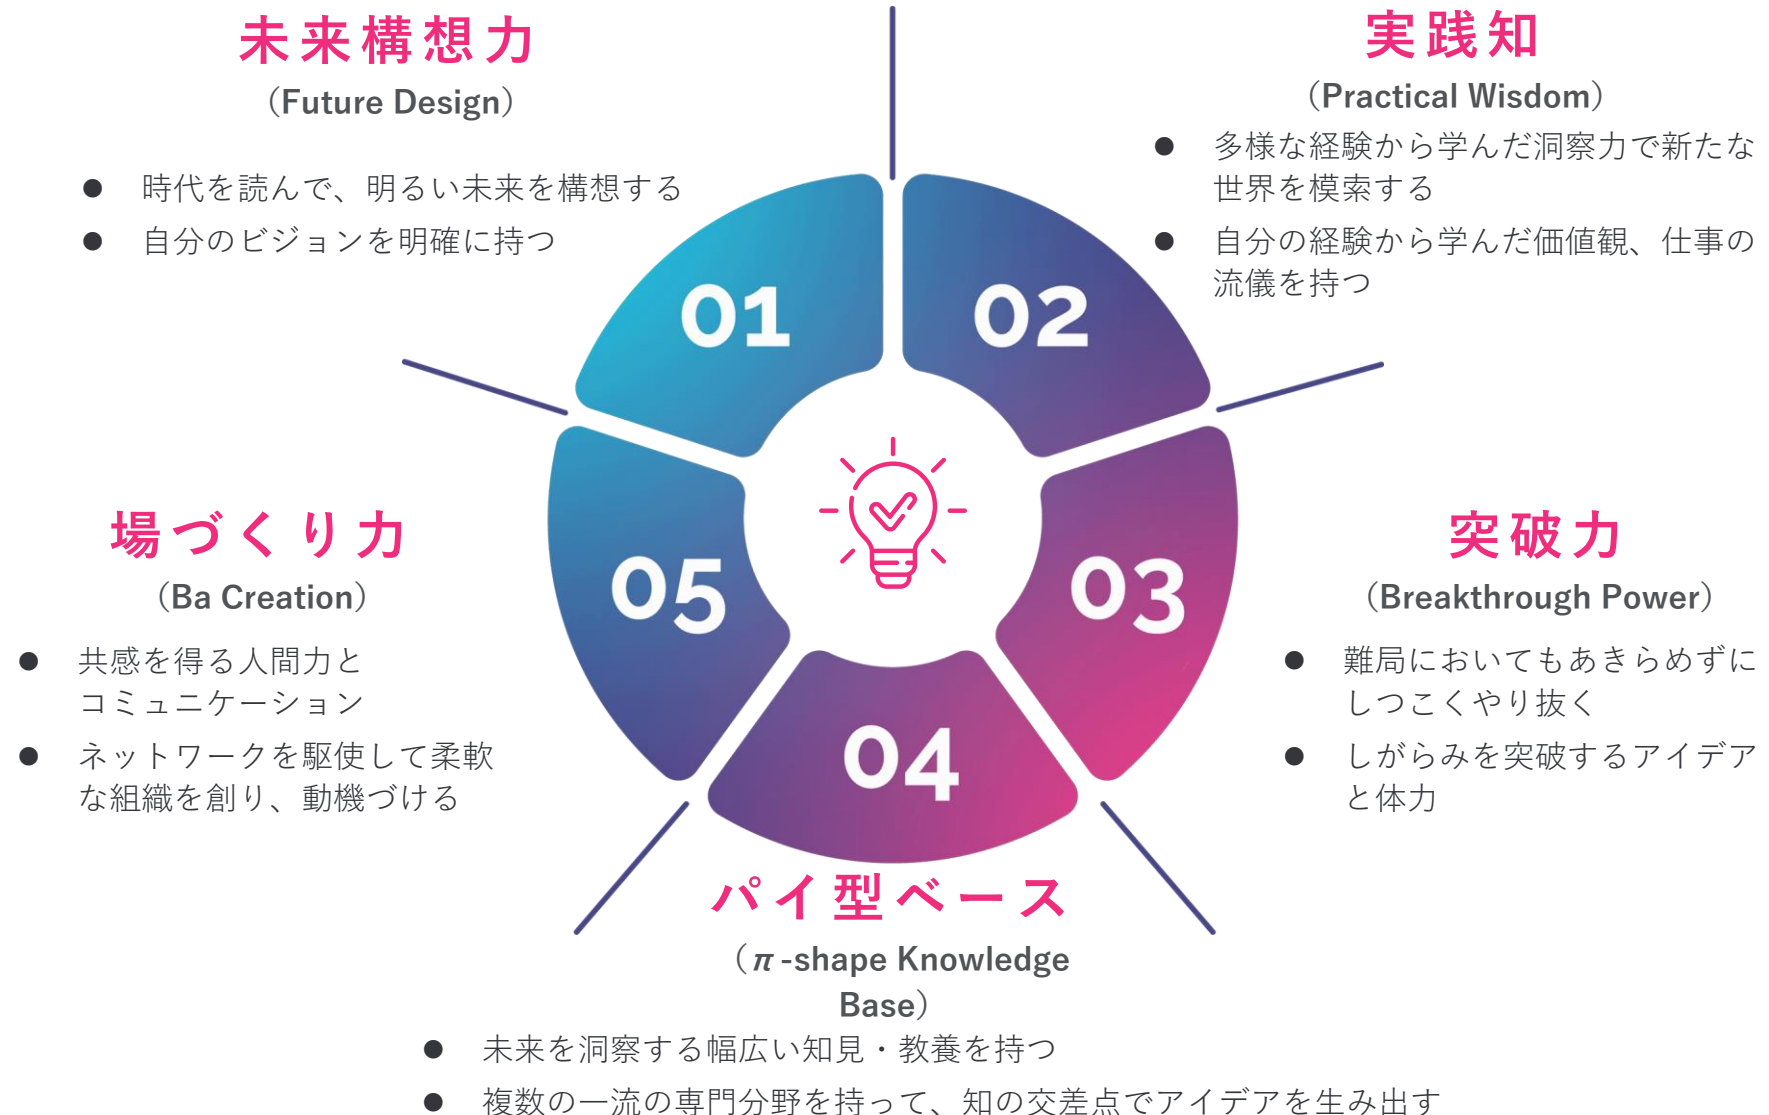 未来構想力
（Future Design）
● 時代を読んで、明るい未来を構想する
● 自分のビジョンを明確に持つ
実践知
（Practical Wisdom）
● 多様な経験から学んだ洞察力で新たな
世界を模索する
● 自分の経験から学んだ価値観、仕事の
流儀を持つ
01
02
03
04
05
場づくり力
（Ba Creation）
● 共感を得る人間力と
コミュニケーション
● ネットワークを駆使して柔軟
な組織を創り、動機づける
突破力
（Breakthrough Power）
● 難局においてもあきらめずに
しつこくやり抜く
● しがらみを突破するアイデア
と体力
パイ型ベース
（π-shape Knowledge
Base）
● 未来を洞察する幅広い知見・教養を持つ
● 複数の一流の専門分野を持って、知の交差点でアイデアを生み出す